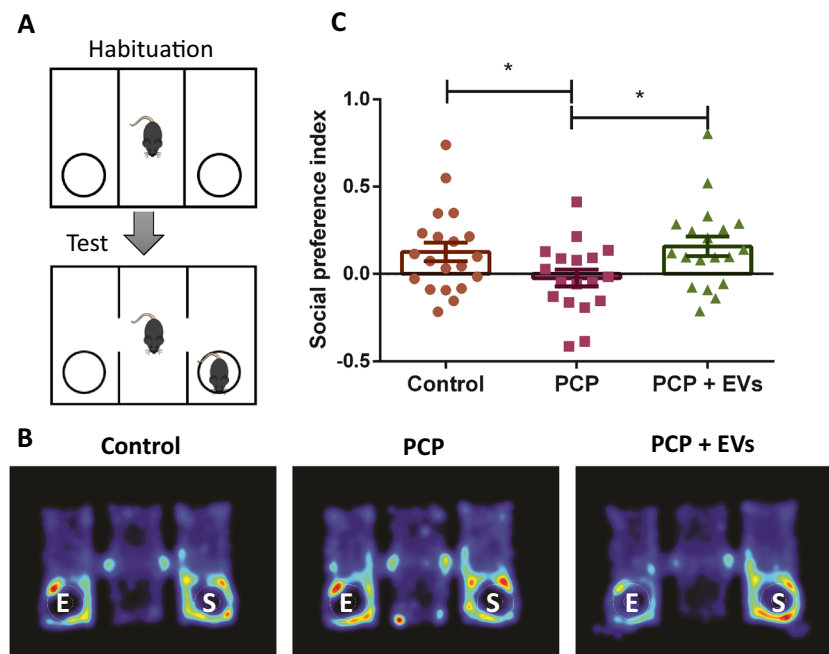 A
Habituation
Test
C
*
*
Social preference index
1.0
0.5
0.0
-0.5
Control
PCP
PCP + EVs
B
Control
PCP
PCP + EVs
E
S
E
S
E
S